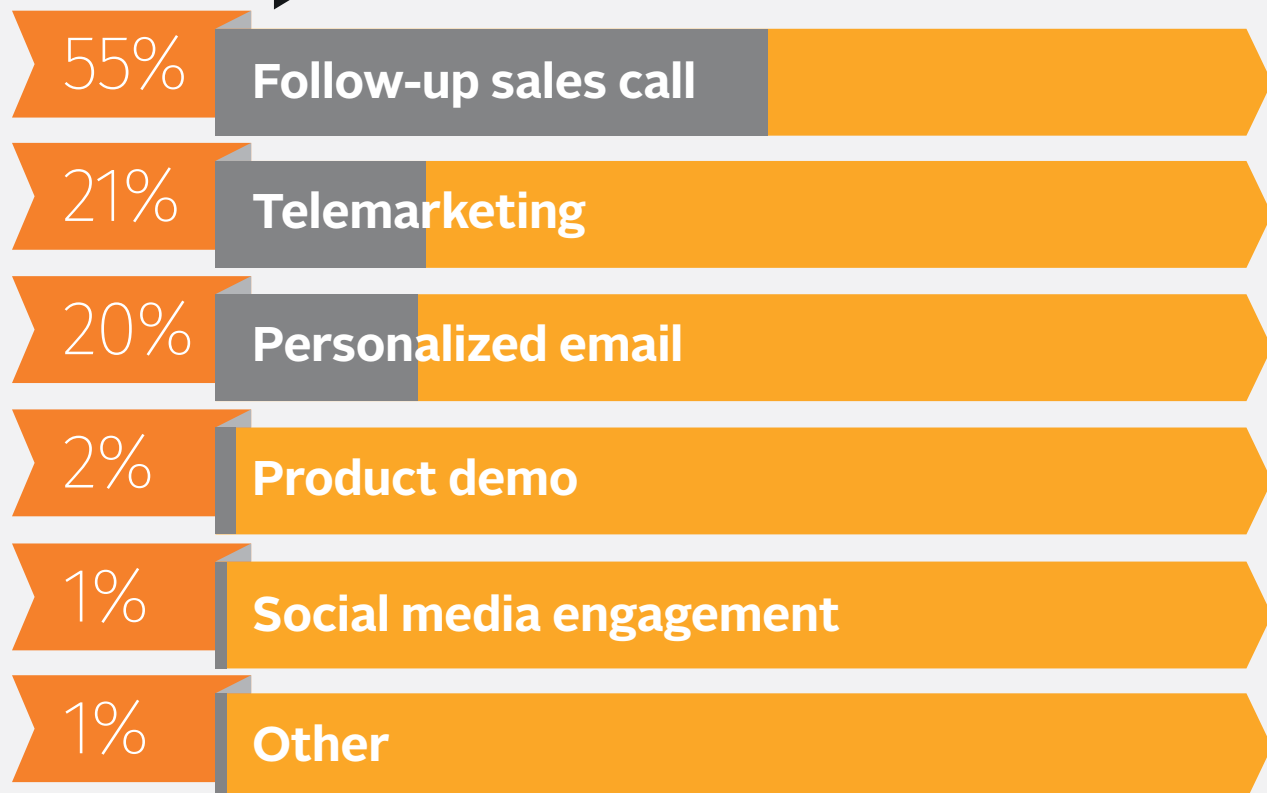 55% Follow-up sales call
21% Telemarketing
20% Personalized email
2% Product demo
1% Social media engagement
1% Other